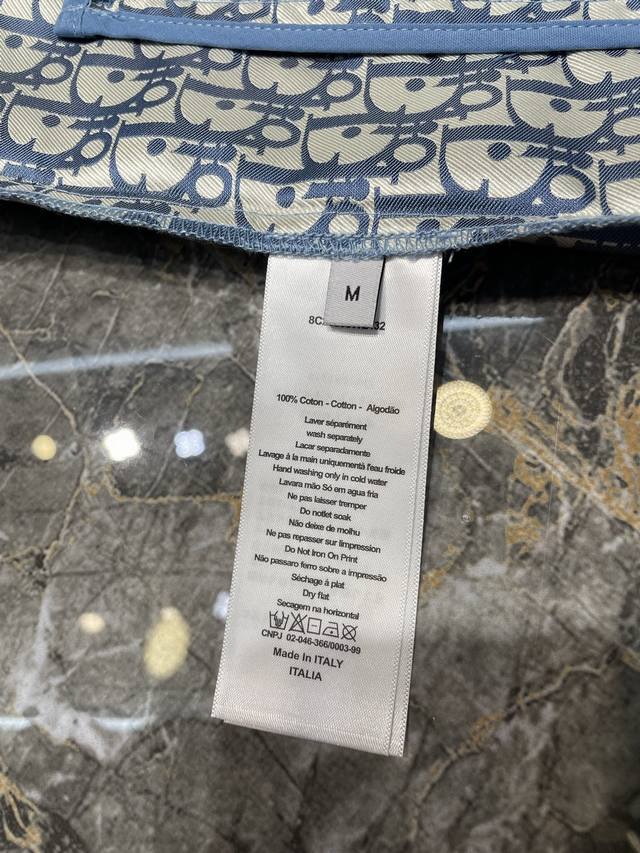 M
100% Coton - Cotton - Algodão
Laver séparément
wash separately
Lacar separadamente
Lavage à la main uniquementà l'eau froide
Hand washing only in cold water
Lavara mão Só em agua fria
Ne pas laisser tremper
Do notlet soak
Não deixe de molhu
Ne pas repasser sur limpression
Do Not Iron On Print
Não passaro ferro sobre a impressão
Séchage à plat
Dry flat
Secagem na horizontal
CNPJ 02-046-366/0003-99
Made In ITALY
ITALIA